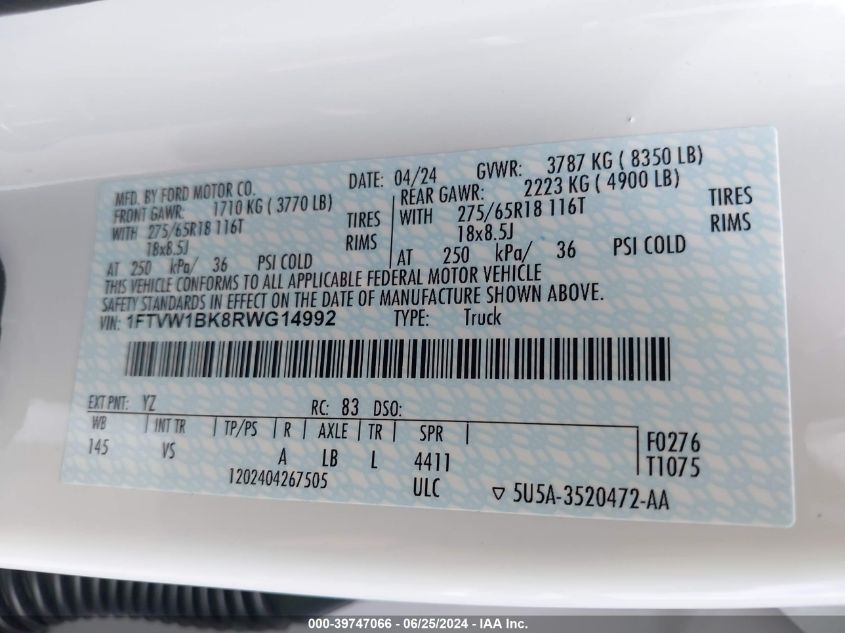 MFD. BY FORD MOTOR CO. DATE: 04/24 GVWR: 3787 KG ( 8350 LB)
FRONT GAWR: 1710 KG ( 3770 LB) REAR GAWR: 2223 KG ( 4900 LB)
WITH 275/65R18 116T TIRES WITH 275/65R18 116T TIRES
18x8.5J RIMS 18x8.5J RIMS
AT 250 kPa/ 36 PSI COLD AT 250 kPa/ 36 PSI COLD
THIS VEHICLE CONFORMS TO ALL APPLICABLE FEDERAL MOTOR VEHICLE
SAFETY STANDARDS IN EFFECT ON THE DATE OF MANUFACTURE SHOWN ABOVE.
VIN: 1FTVW1BK8RWG14992 TYPE: Truck
EXT PNT: YZ RC: 83 DSO:
WB INT TR TP/PS R AXLE TR SPR F0276
145 VS A LB L 4411 T1075
1202404267505 ULC ▽ 5U5A-3520472-AA
000-39747066 - 06/25/2024 - IAA Inc.